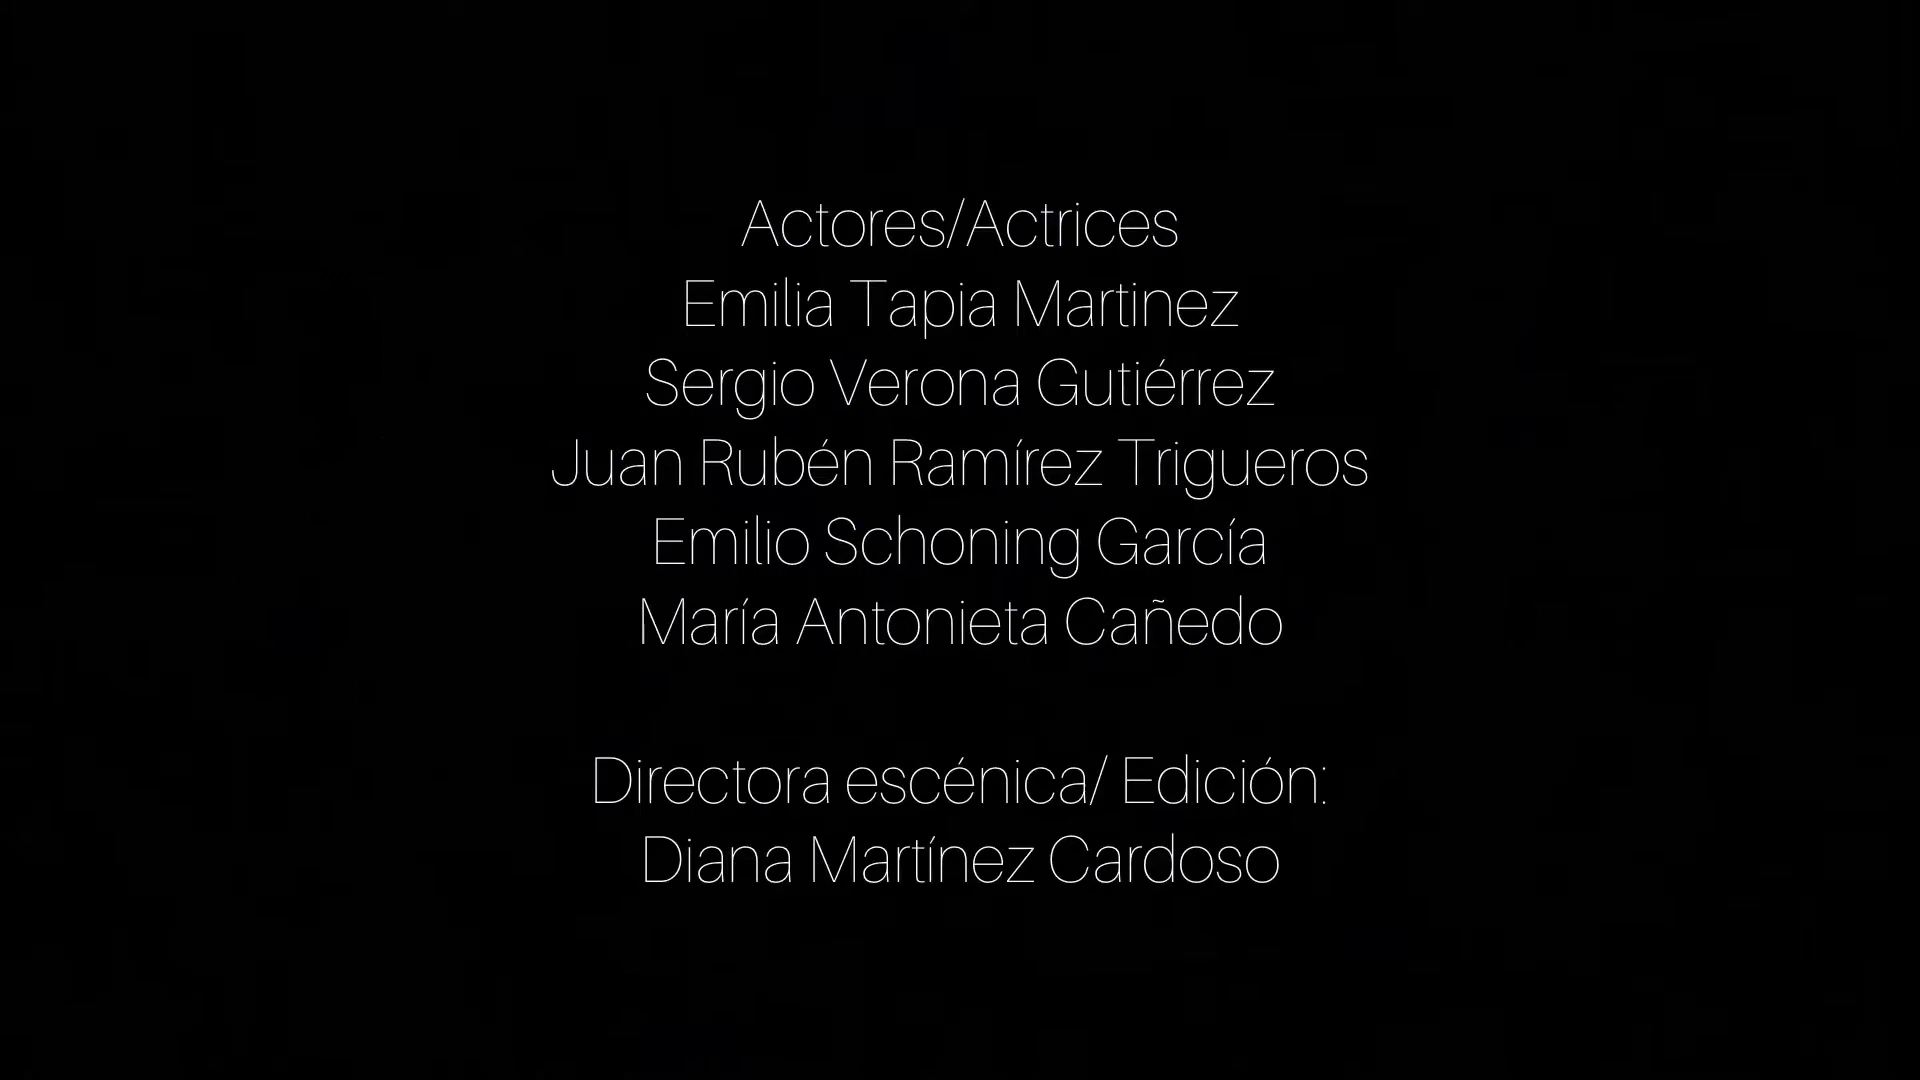 Actores/Actrices
Emilia Tapia Martinez
Sergio Verona Gutiérrez
Juan Rubén Ramírez Trigueros
Emilio Schoning García
María Antonieta Cañedo
Directora escénica/ Edición:
Diana Martínez Cardoso